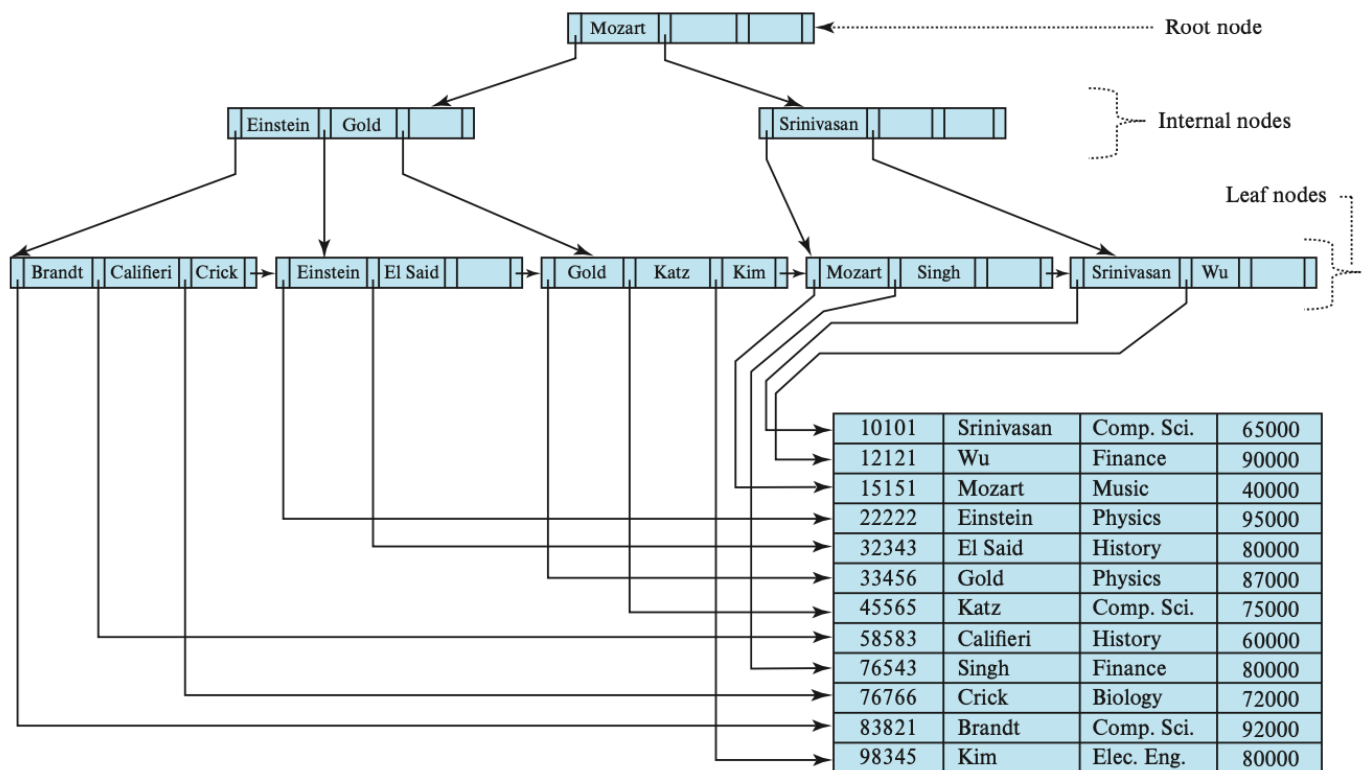 Mozart
Root node
Einstein Gold
Srinivasan
Internal nodes
Leaf nodes
Brandt Califieri Crick Einstein El Said Gold Katz Kim Mozart Singh Srinivasan Wu
10101 Srinivasan Comp. Sci. 65000
12121 Wu Finance 90000
15151 Mozart Music 40000
22222 Einstein Physics 95000
32343 El Said History 80000
33456 Gold Physics 87000
45565 Katz Comp. Sci. 75000
58583 Califieri History 60000
76543 Singh Finance 80000
76766 Crick Biology 72000
83821 Brandt Comp. Sci. 92000
98345 Kim Elec. Eng. 80000